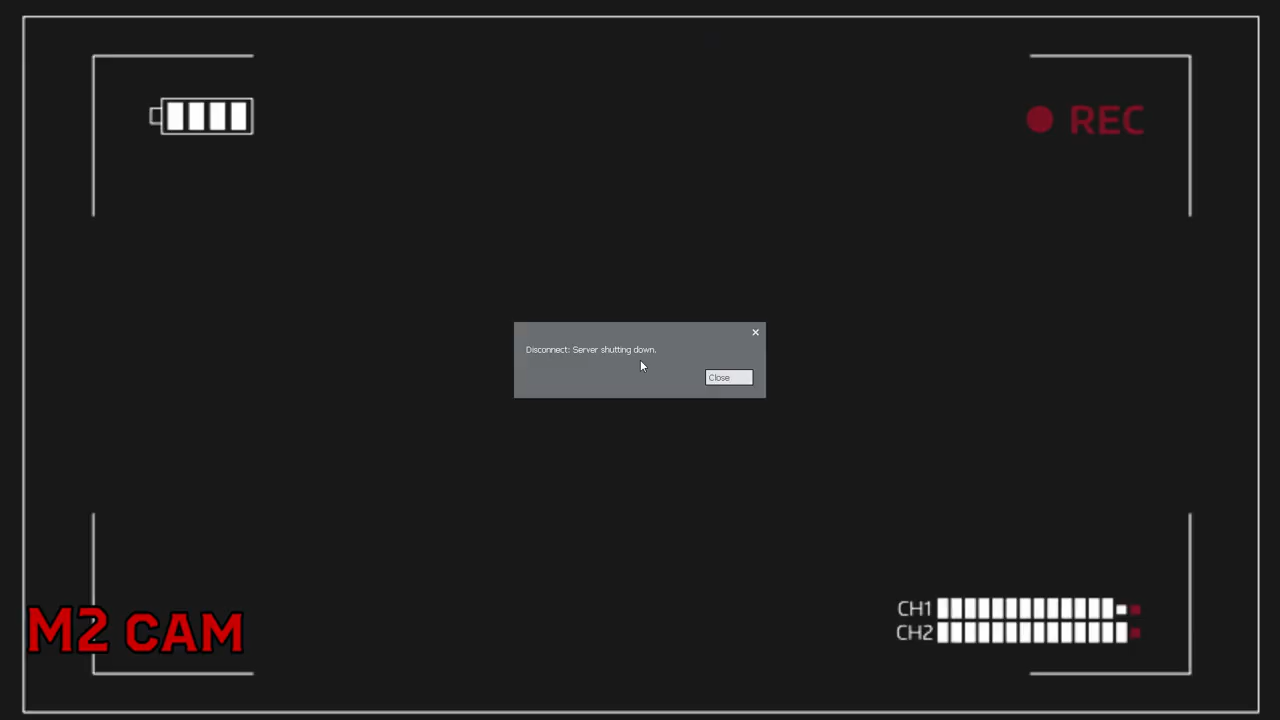 REC
Disconnect: Server shutting down.
Close
CH1
CH2
M2 CAM